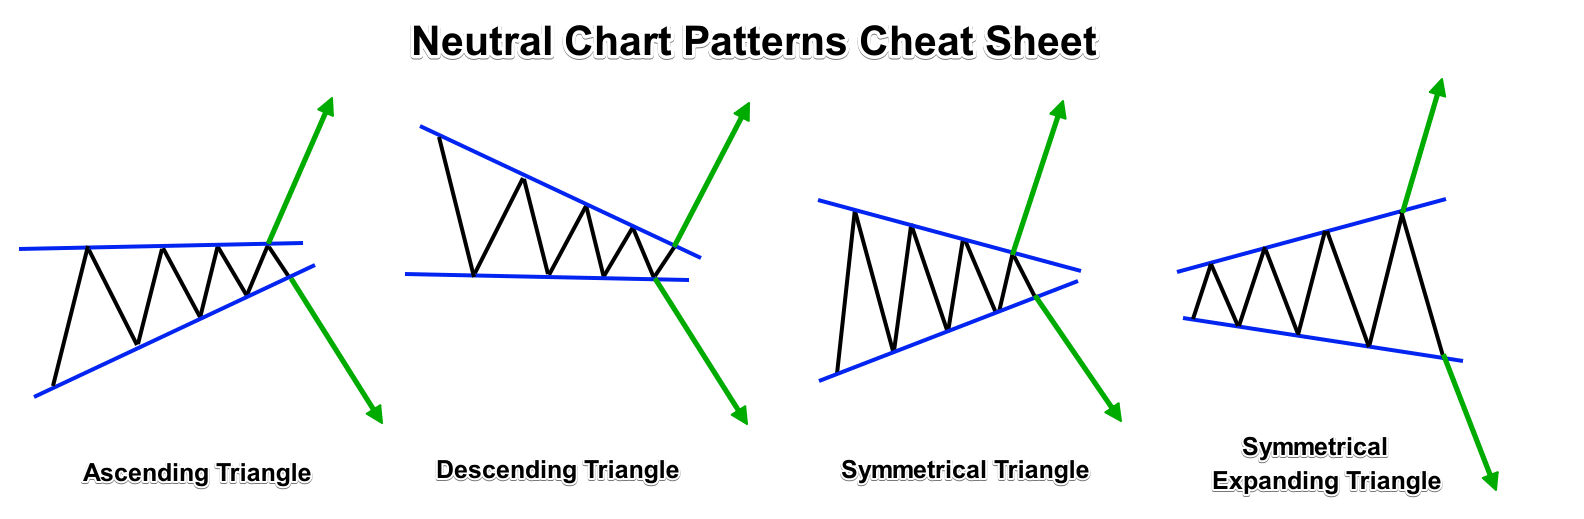 Neutral Chart Patterns Cheat Sheet
Ascending Triangle
Descending Triangle
Symmetrical Triangle
Symmetrical
Expanding Triangle